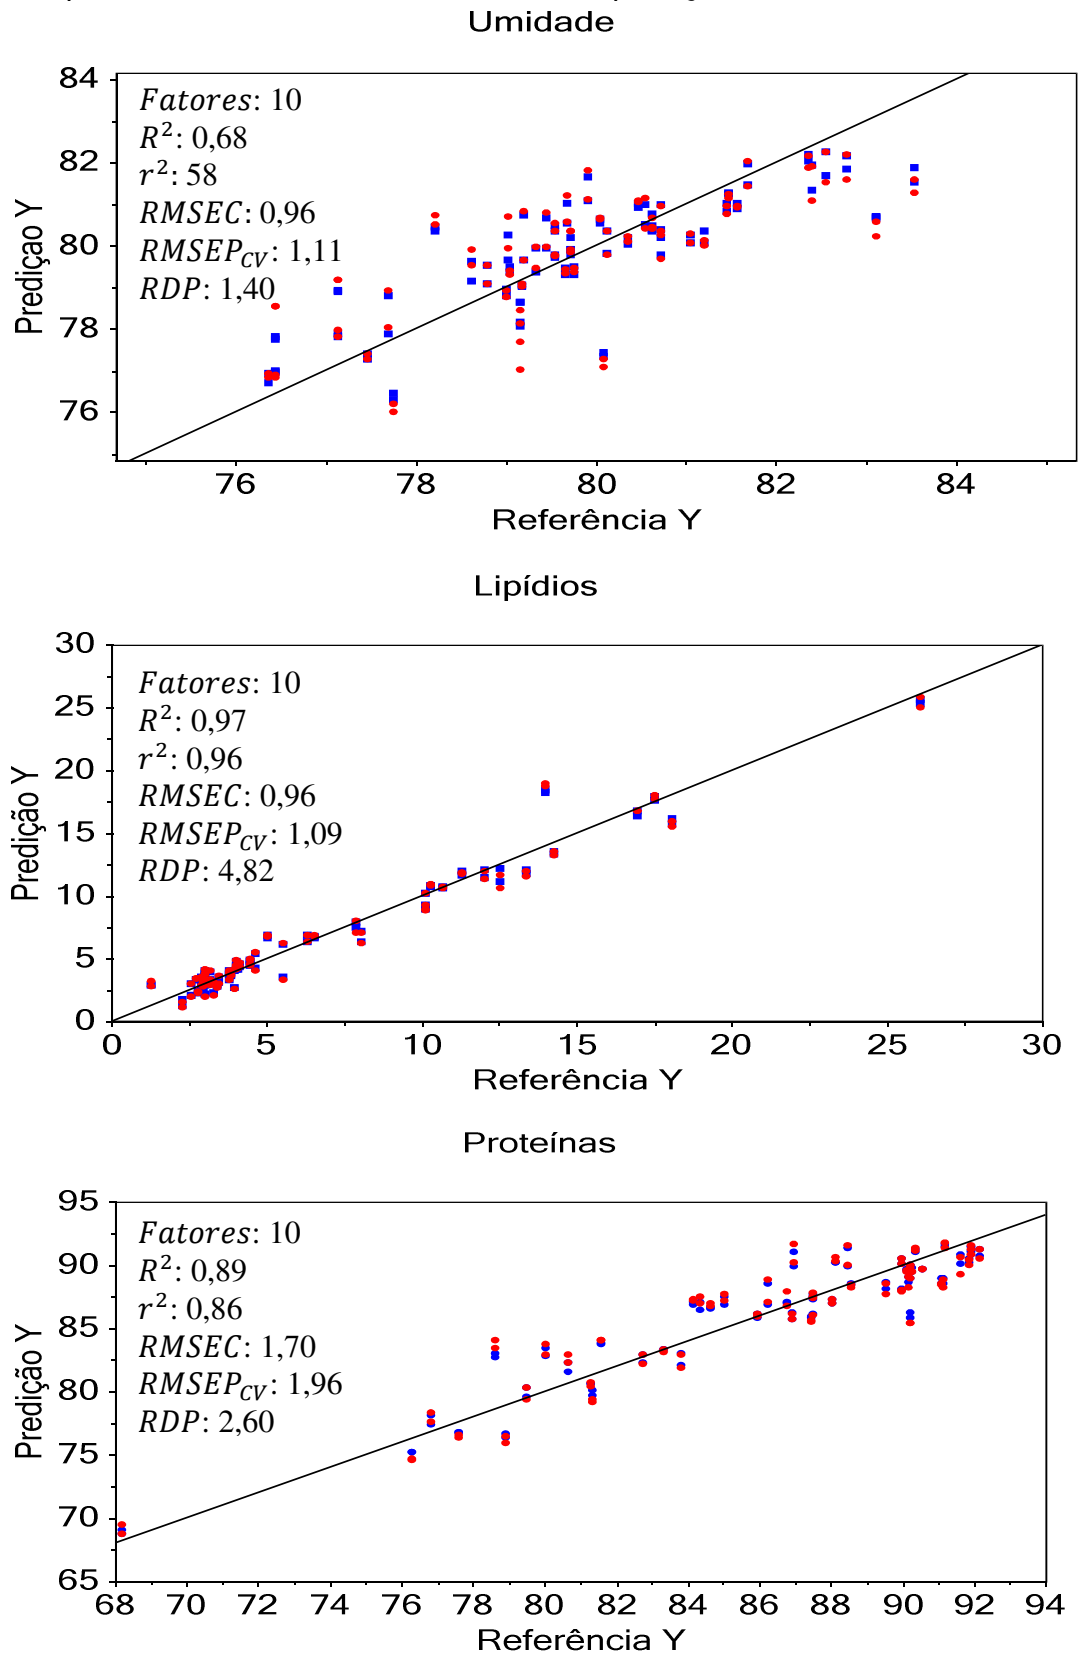 Umidade
84
82
80
78
76
Fatores: 10
R²: 0,68
r²: 58
RMSEC: 0,96
RMSEP_CV: 1,11
RDP: 1,40
Predição Y
76 78 80 82 84
Referência Y
Lipídios
30
25
20
15
10
5
0
Fatores: 10
R²: 0,97
r²: 0,96
RMSEC: 0,96
RMSEP_CV: 1,09
RDP: 4,82
Predição Y
0 5 10 15 20 25 30
Referência Y
Proteínas
95
90
85
80
75
70
65
Fatores: 10
R²: 0,89
r²: 0,86
RMSEC: 1,70
RMSEP_CV: 1,96
RDP: 2,60
Predição Y
68 70 72 74 76 78 80 82 84 86 88 90 92 94
Referência Y